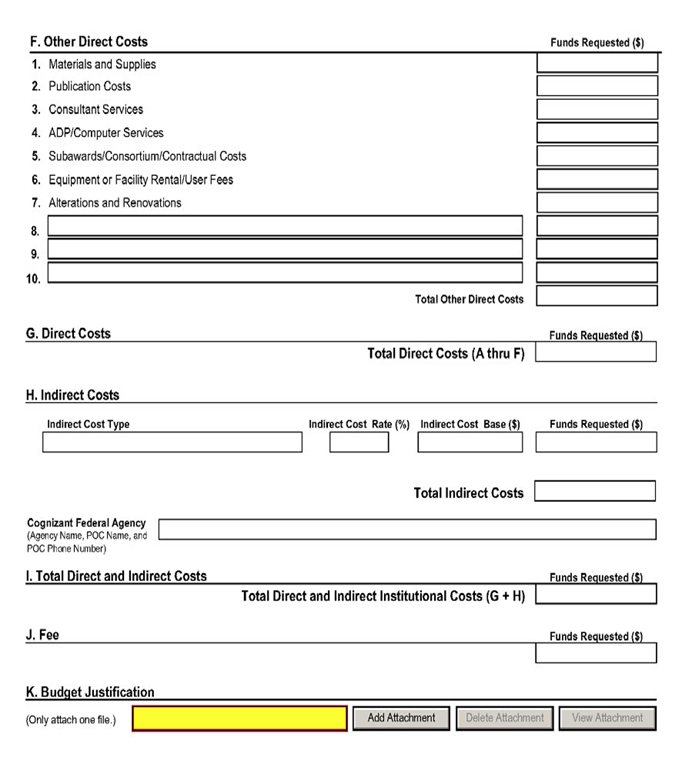 F. Other Direct Costs Funds Requested ($)
1. Materials and Supplies
2. Publication Costs
3. Consultant Services
4. ADP/Computer Services
5. Subawards/Consortium/Contractual Costs
6. Equipment or Facility Rental/User Fees
7. Alterations and Renovations
8.
9.
10.
Total Other Direct Costs
G. Direct Costs Funds Requested ($)
Total Direct Costs (A thru F)
H. Indirect Costs
Indirect Cost Type Indirect Cost Rate (%) Indirect Cost Base ($) Funds Requested ($)
Total Indirect Costs
Cognizant Federal Agency
(Agency Name, POC Name, and
POC Phone Number)
I. Total Direct and Indirect Costs Funds Requested ($)
Total Direct and Indirect Institutional Costs (G + H)
J. Fee Funds Requested ($)
K. Budget Justification
(Only attach one file.) Add Attachment Delete Attachment View Attachment